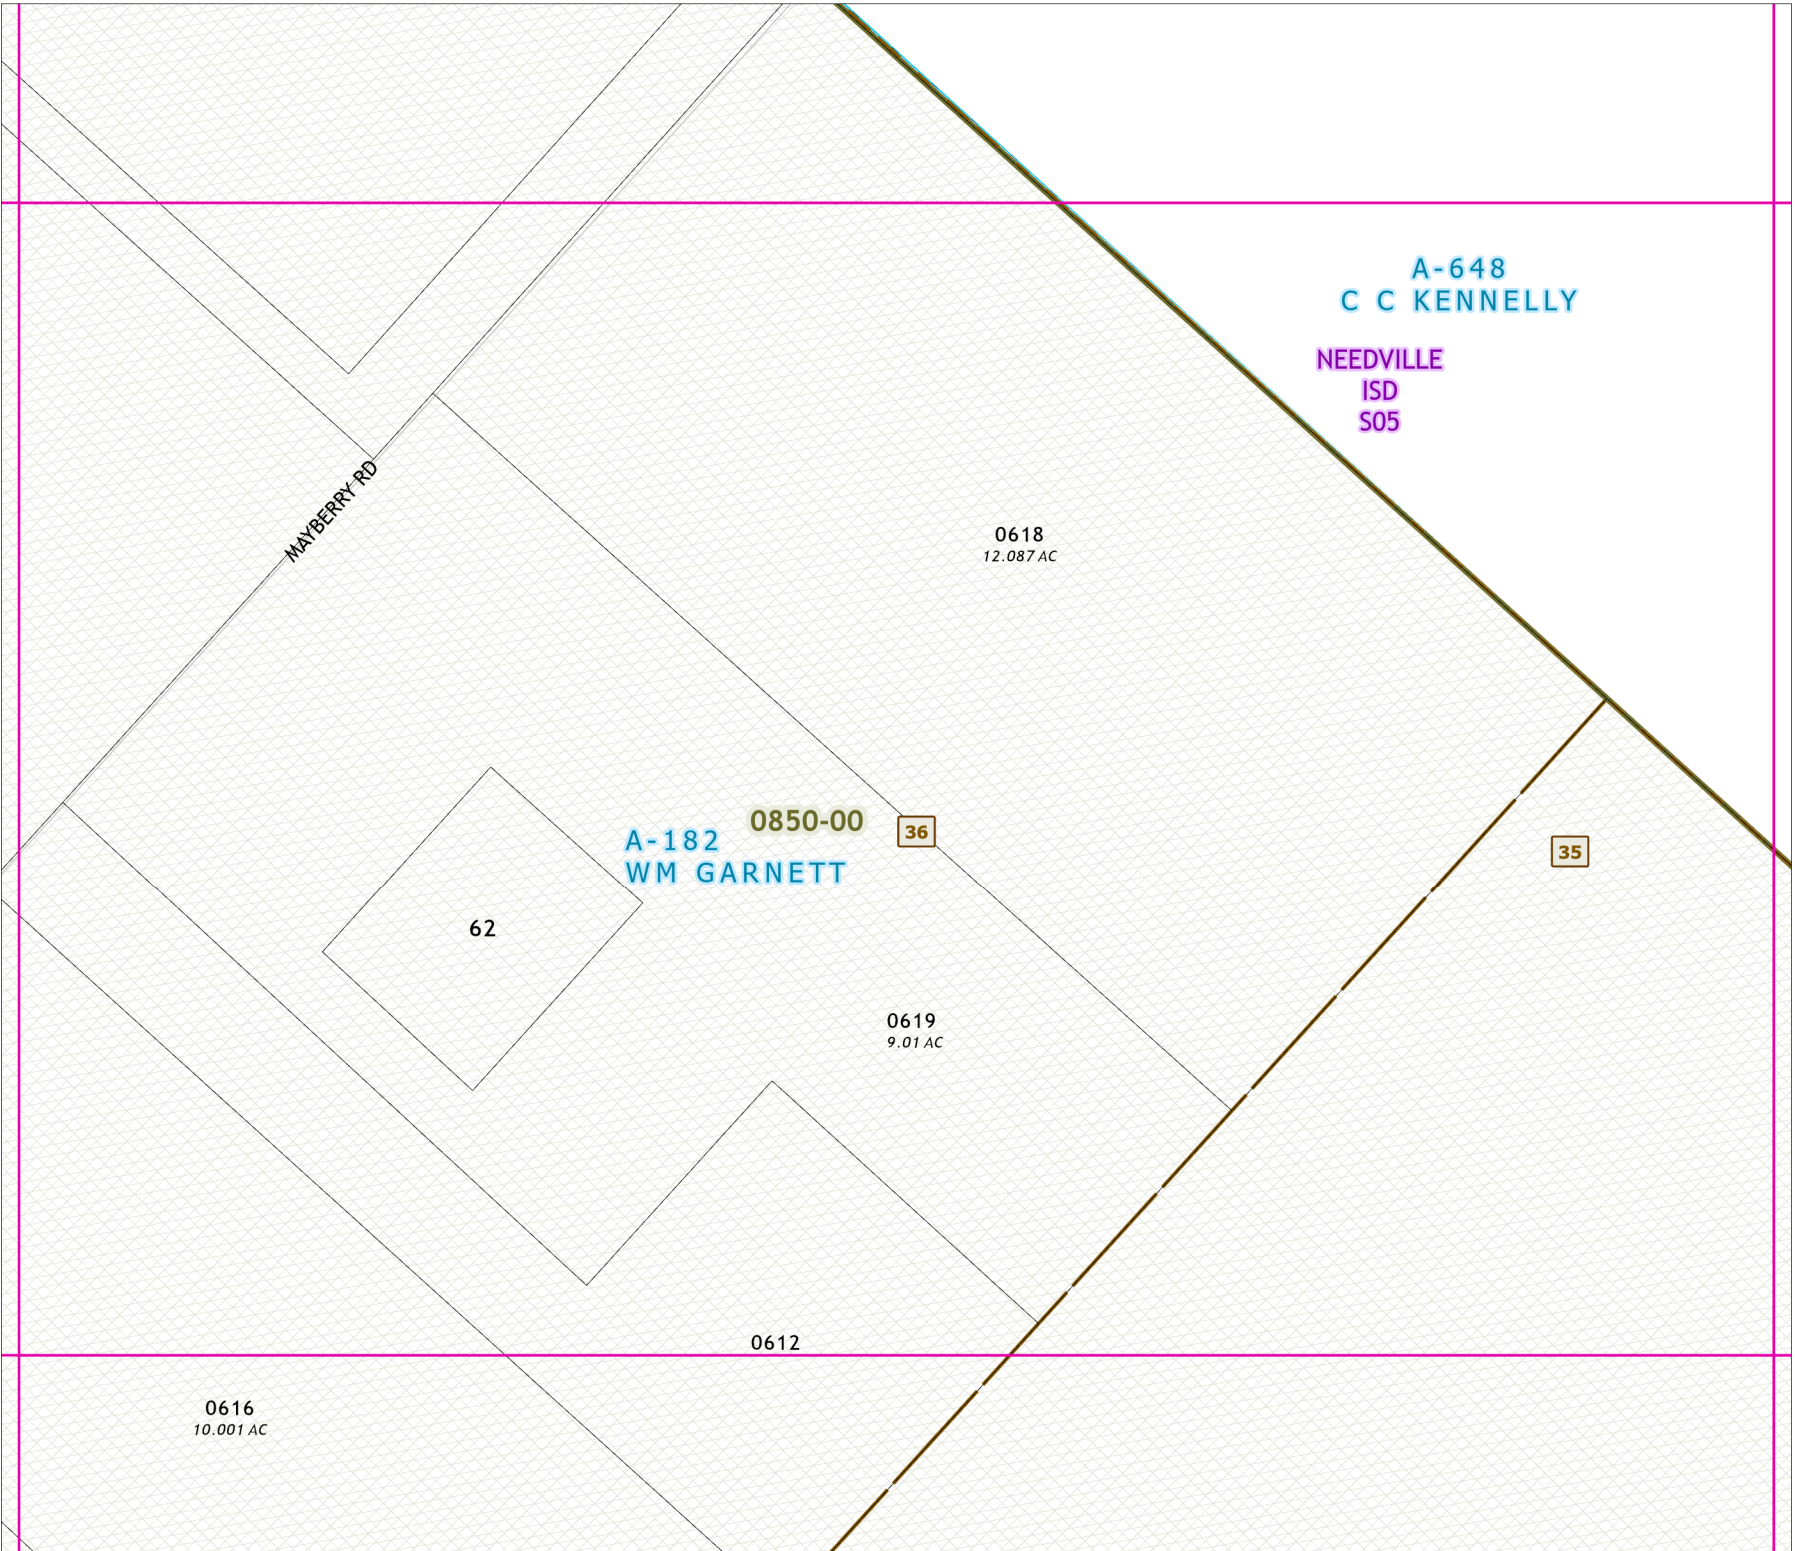 A-648
C C KENNELLY
NEEDVILLE
ISD
S05
MAYBERRY RD
0618
12.087 AC
0850-00
36
A-182
WM GARNETT
35
62
0619
9.01 AC
0612
0616
10.001 AC